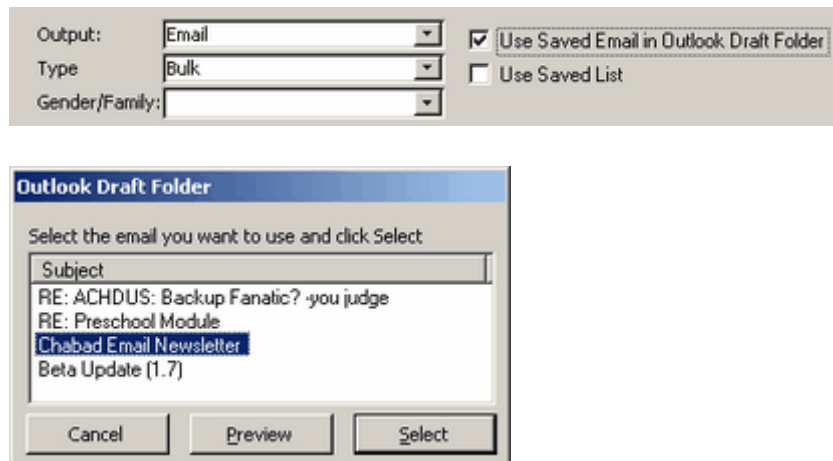 Output: Email
Use Saved Email in Outlook Draft Folder
Type Bulk
Use Saved List
Gender/Family:
Outlook Draft Folder
Select the email you want to use and click Select
Subject
RE: ACHDUS: Backup Fanatic? -you judge
RE: Preschool Module
Chabad Email Newsletter
Beta Update (1.7)
Cancel Preview Select